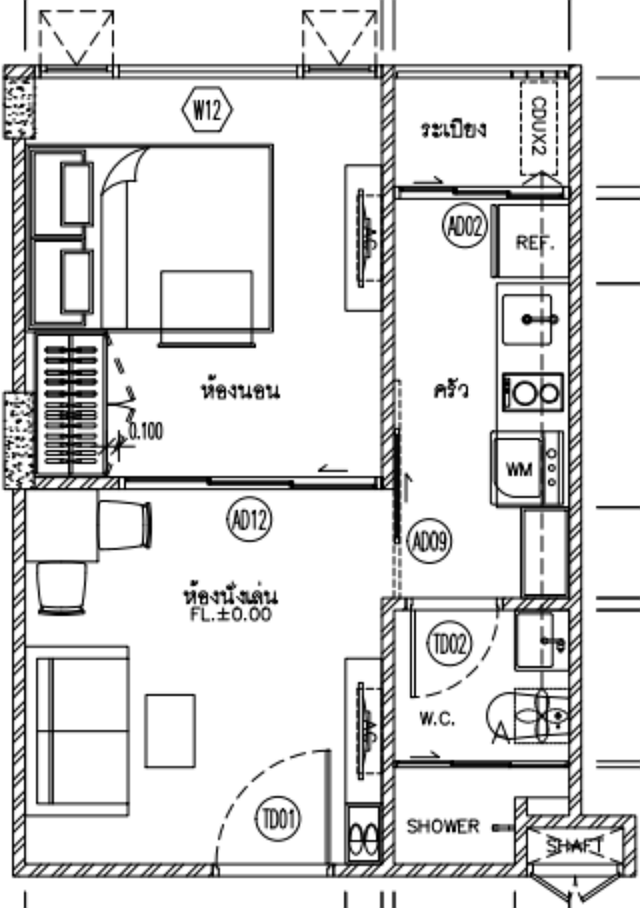 W12
ระเบียง
CDUX2
AD02
REF.
AC
ห้องนอน
ครัว
0.100
WM
AD12
AD09
ห้องนั่งเล่น
FL.±0.00
TD02
W.C.
AC
TD01
SHOWER
SHAFT